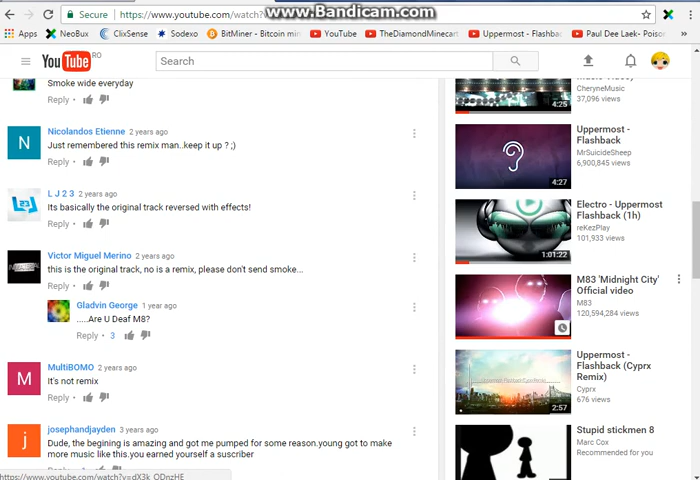 www.Bandicam.com
Secure
https://www.youtube.com/watch?
Apps
NeoBux
ClixSense
Sodexo
BitMiner - Bitcoin min
YouTube
TheDiamondMinecart
Uppermost - Flashba
Paul Dee Laek- Poison
YouTube RO
Search
Smoke wide everyday
Reply
Nicolandos Etienne 2 years ago
Just remembered this remix man..keep it up ? ;)
Reply
L J 2 3 2 years ago
Its basically the original track reversed with effects!
Reply
Victor Miguel Merino 2 years ago
this is the original track, no is a remix, please don't send smoke...
Reply
Gladvin George 1 year ago
.....Are U Deaf M8?
Reply 3
MultiBOMO 2 years ago
It's not remix
Reply
josephandjayden 3 years ago
Dude, the begining is amazing and got me pumped for some reason.young got to make
more music like this.you earned yourself a suscriber
https://www.youtube.com/watch?v=dX3k_ODnzHE
CheryneMusic
37,096 views
4:25
Uppermost -
Flashback
MrSuicideSheep
6,900,845 views
4:27
Electro - Uppermost
Flashback (1h)
reKezPlay
101,933 views
1:01:22
M83 'Midnight City'
Official video
M83
120,594,284 views
Uppermost -
Flashback (Cyprx
Remix)
Cyprx
676 views
2:57
Stupid stickmen 8
Marc Cox
Recommended for you